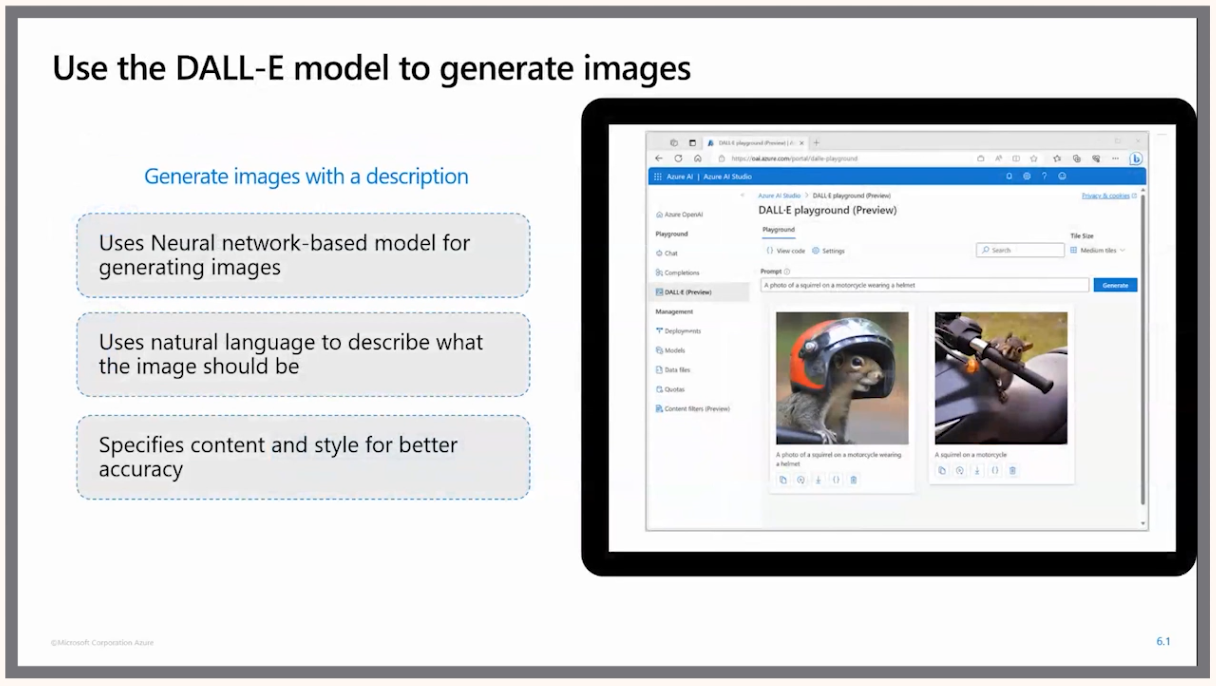 Use the DALL-E model to generate images
Generate images with a description
Uses Neural network-based model for
generating images
Uses natural language to describe what
the image should be
Specifies content and style for better
accuracy
DALL·E playground (Preview) |
https://oai.azure.com/portal/dalle-playground
Azure AI | Azure AI Studio
Azure AI Studio > DALL·E playground (Preview)
Privacy & cookies
DALL·E playground (Preview)
Azure OpenAI
Playground
Chat
Completions
DALL·E (Preview)
Management
Deployments
Models
Data files
Quotas
Content filters (Preview)
Playground
View code
Settings
Search
Tile Size
Medium tiles
Prompt
A photo of a squirrel on a motorcycle wearing a helmet
Generate
A photo of a squirrel on a motorcycle wearing
a helmet
A squirrel on a motorcycle
©Microsoft Corporation Azure
6.1